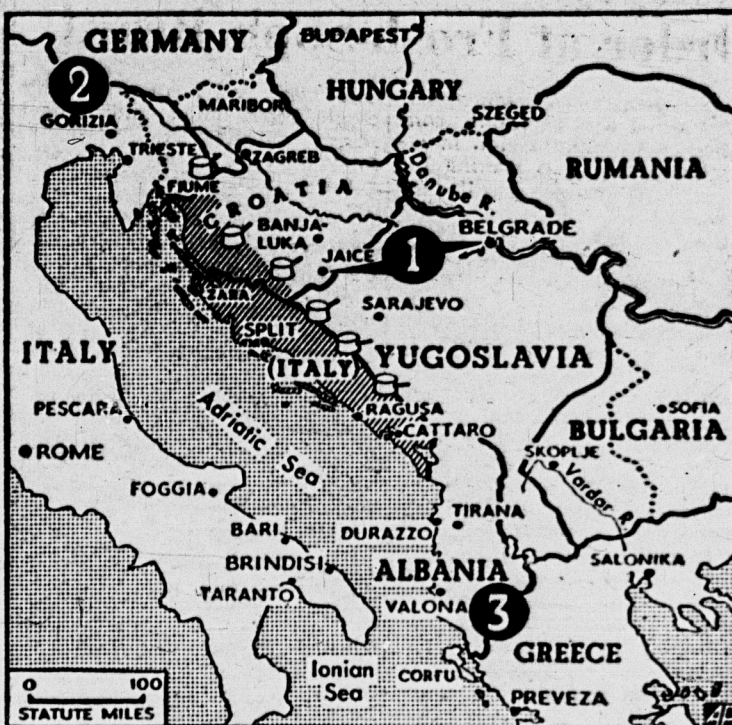 GERMANY
BUDAPEST
2
HUNGARY
MARIBOR
GORIZIA
SZEGED
TRIESTE
ZAGREB
RUMANIA
Danube R.
FIUME
CROATIA
BANJA-
LUKA
BELGRADE
JAICE
1
ZARA
SARAJEVO
SPLIT
ITALY
(ITALY)
YUGOSLAVIA
PESCARA
Adriatic Sea
RAGUSA
SOFIA
CATTARO
BULGARIA
ROME
SKOPLJE
Vardar R.
FOGGIA
TIRANA
BARI
DURAZZO
SALONIKA
BRINDISI
ALBANIA
TARANTO
VALONA
3
GREECE
Ionian
Sea
CORFU
0 100
STATUTE MILES
PREVEZA